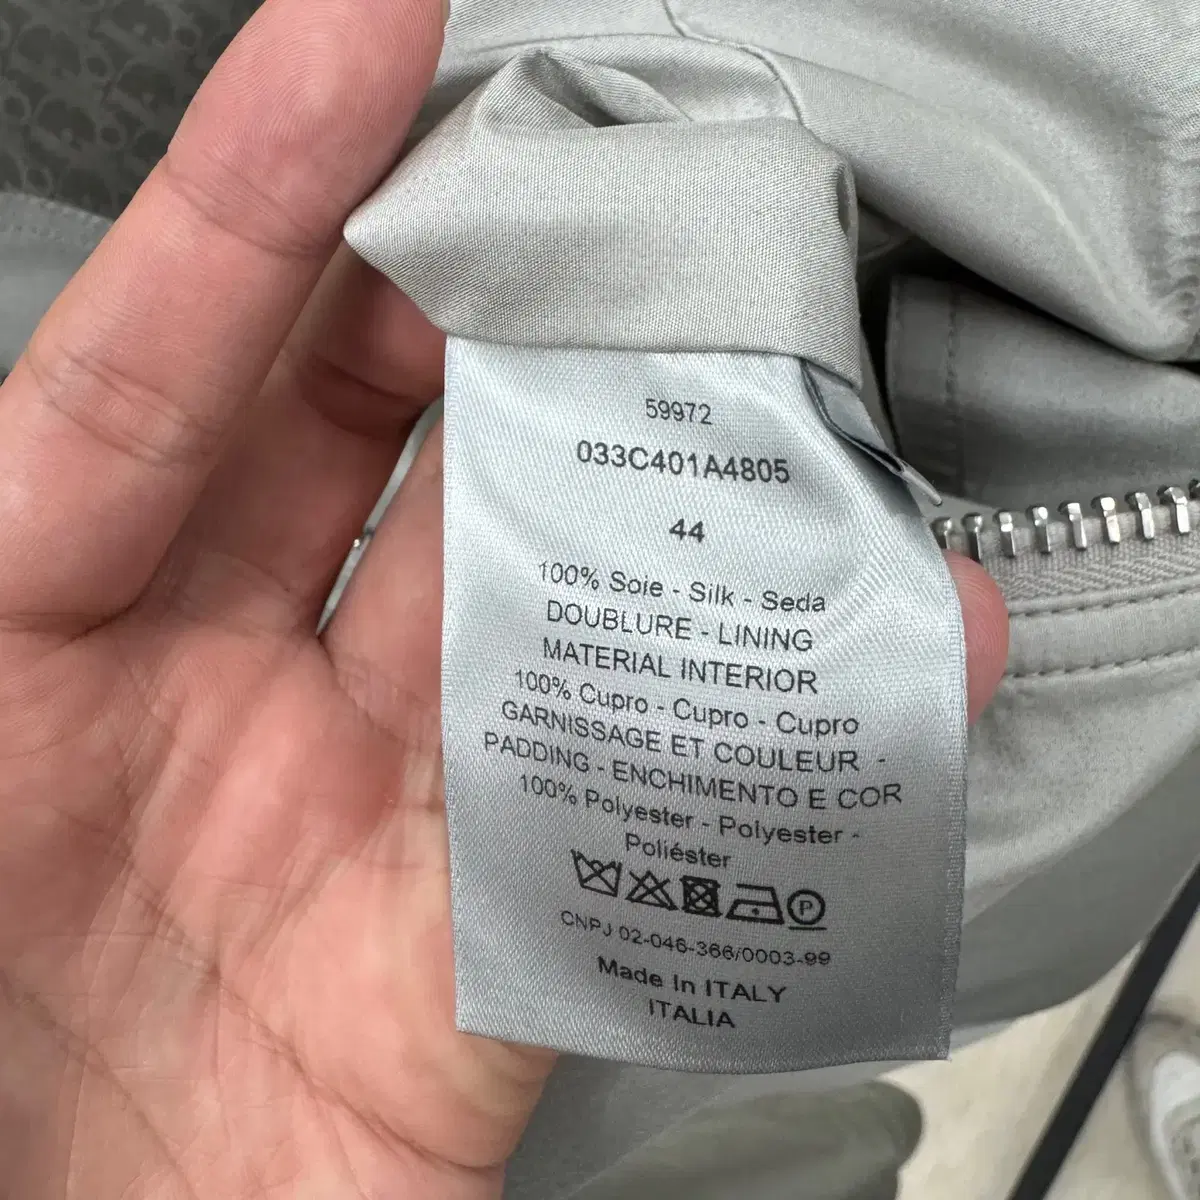 59972
033C401A4805
44
100% Soie - Silk - Seda
DOUBLURE - LINING
MATERIAL INTERIOR
100% Cupro - Cupro - Cupro
GARNISSAGE ET COULEUR -
PADDING - ENCHIMENTO E COR
100% Polyester - Polyester -
Poliéster
P
CNPJ 02-046-366/0003-99
Made In ITALY
ITALIA